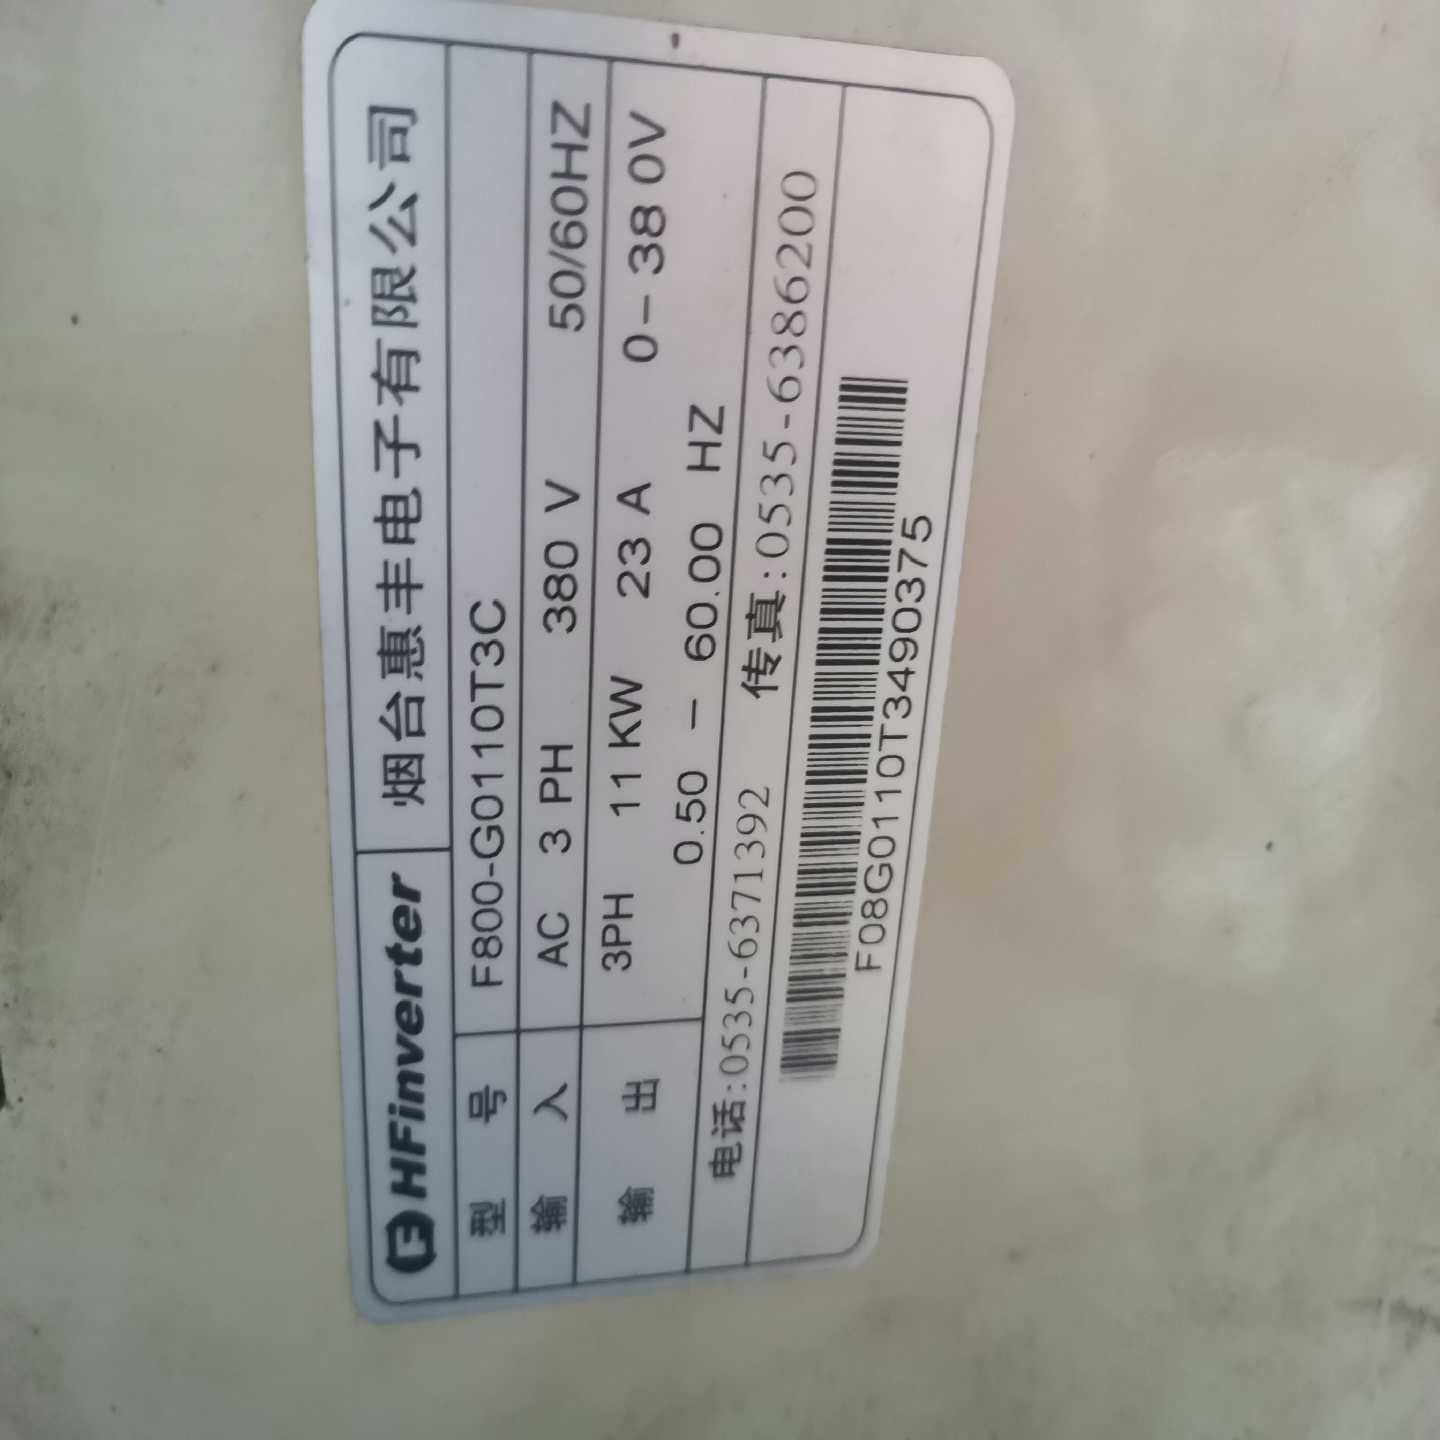 HFinverter 烟台惠丰电子有限公司
型 号 F800-G0110T3C
输 入 AC 3 PH 380 V 50/60HZ
输 出 3PH 11 KW 23 A 0-38 0V
0.50 - 60.00 HZ
电话:0535-6371392 传真:0535-6386200
F08G0110T3490375